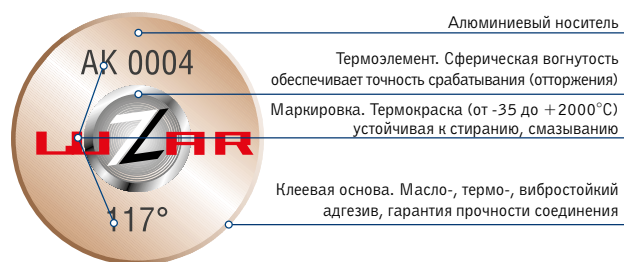 Алюминиевый носитель
AK 0004
Термоэлемент. Сферическая вогнутость
обеспечивает точность срабатывания (отторжения)
Маркировка. Термокраска (от -35 до +2000°C)
устойчивая к стиранию, смазыванию
LUZAR
Клеевая основа. Масло-, термо-, вибростойкий
адгезив, гарантия прочности соединения
117°